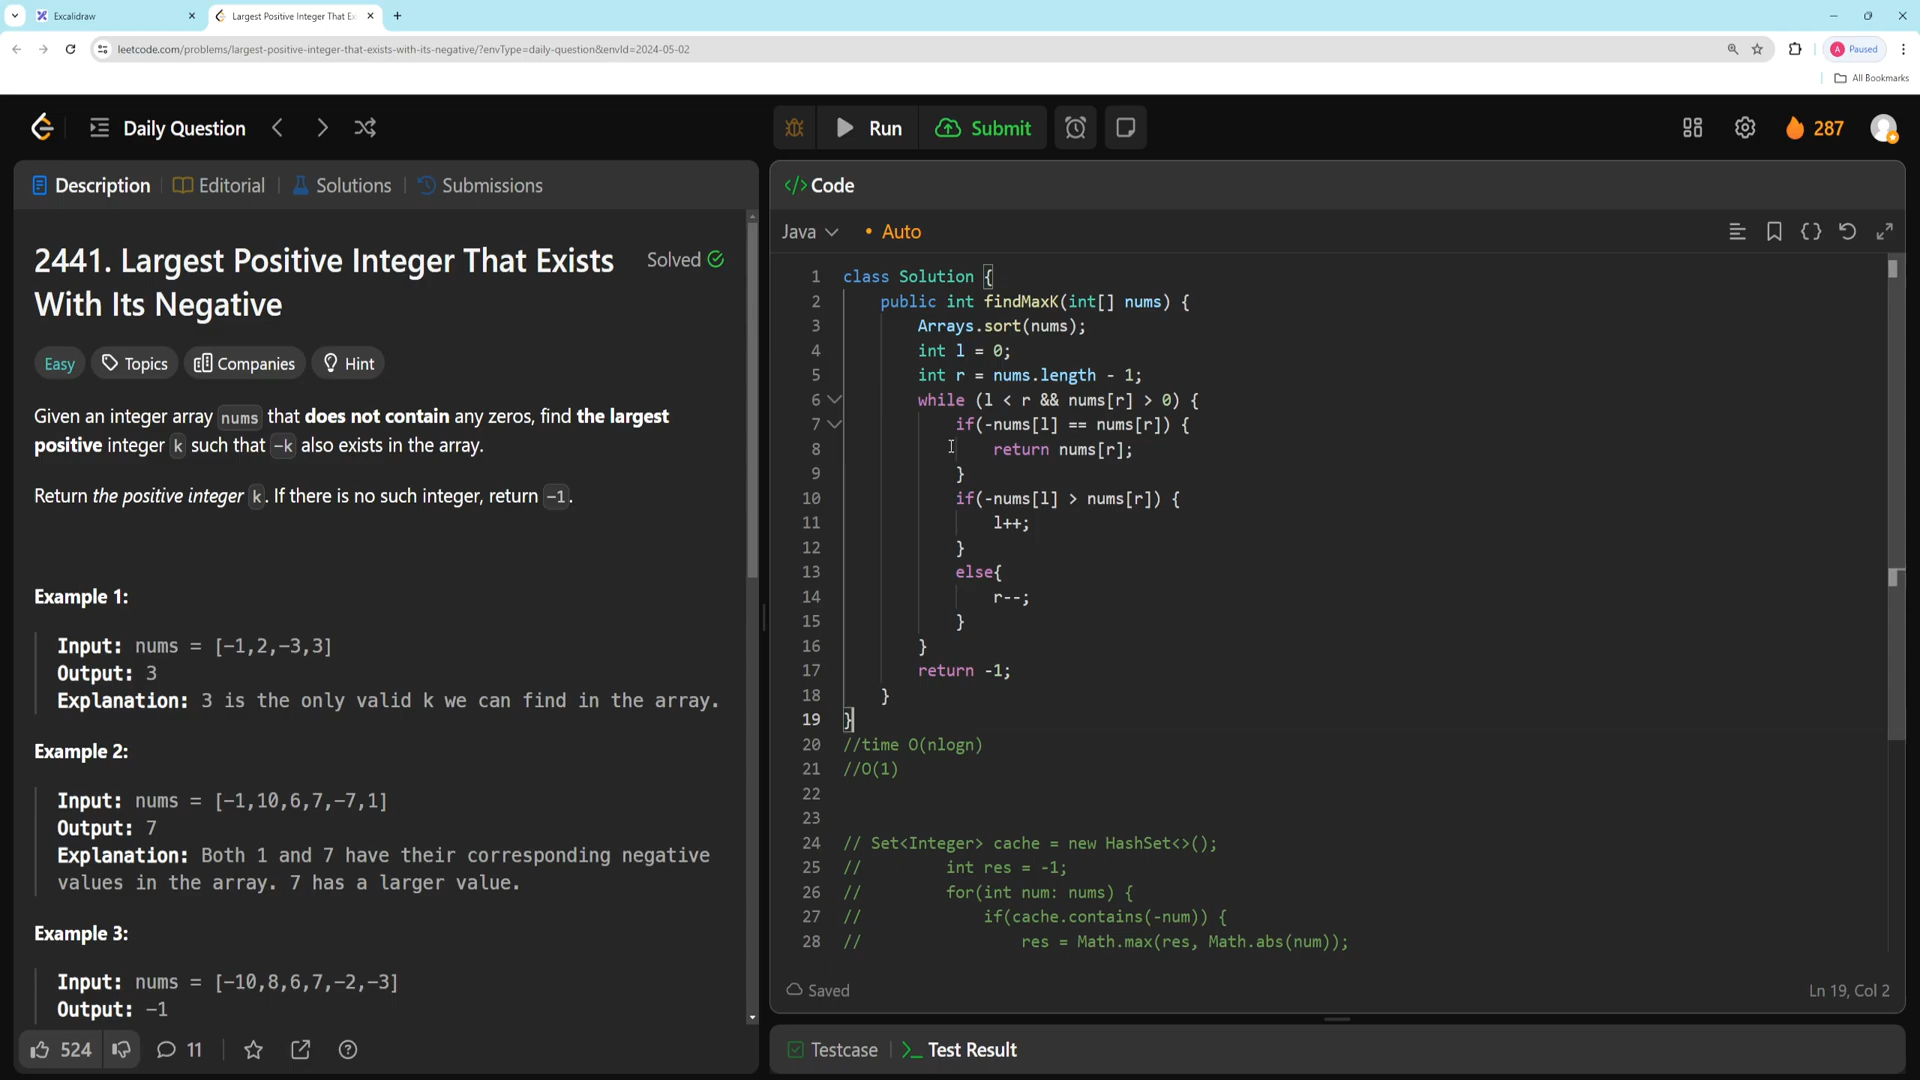 Excalidraw
Largest Positive Integer That Ex
leetcode.com/problems/largest-positive-integer-that-exists-with-its-negative/?envType=daily-question&envId=2024-05-02
A Paused
All Bookmarks
Daily Question
Run
Submit
287
Description
Editorial
Solutions
Submissions
2441. Largest Positive Integer That Exists
With Its Negative
Solved
Easy
Topics
Companies
Hint
Given an integer array nums that does not contain any zeros, find the largest
positive integer k such that -k also exists in the array.
Return the positive integer k. If there is no such integer, return -1.
Example 1:
Input: nums = [-1,2,-3,3]
Output: 3
Explanation: 3 is the only valid k we can find in the array.
Example 2:
Input: nums = [-1,10,6,7,-7,1]
Output: 7
Explanation: Both 1 and 7 have their corresponding negative
values in the array. 7 has a larger value.
Example 3:
Input: nums = [-10,8,6,7,-2,-3]
Output: -1
524
11
</> Code
Java
• Auto
1 class Solution {
2 public int findMaxK(int[] nums) {
3 Arrays.sort(nums);
4 int l = 0;
5 int r = nums.length - 1;
6 while (l < r && nums[r] > 0) {
7 if(-nums[l] == nums[r]) {
8 return nums[r];
9 }
10 if(-nums[l] > nums[r]) {
11 l++;
12 }
13 else{
14 r--;
15 }
16 }
17 return -1;
18 }
19 }
20 //time O(nlogn)
21 //O(1)
22
23
24 // Set<Integer> cache = new HashSet<>();
25 // int res = -1;
26 // for(int num: nums) {
27 // if(cache.contains(-num)) {
28 // res = Math.max(res, Math.abs(num));
Saved
Ln 19, Col 2
Testcase
Test Result